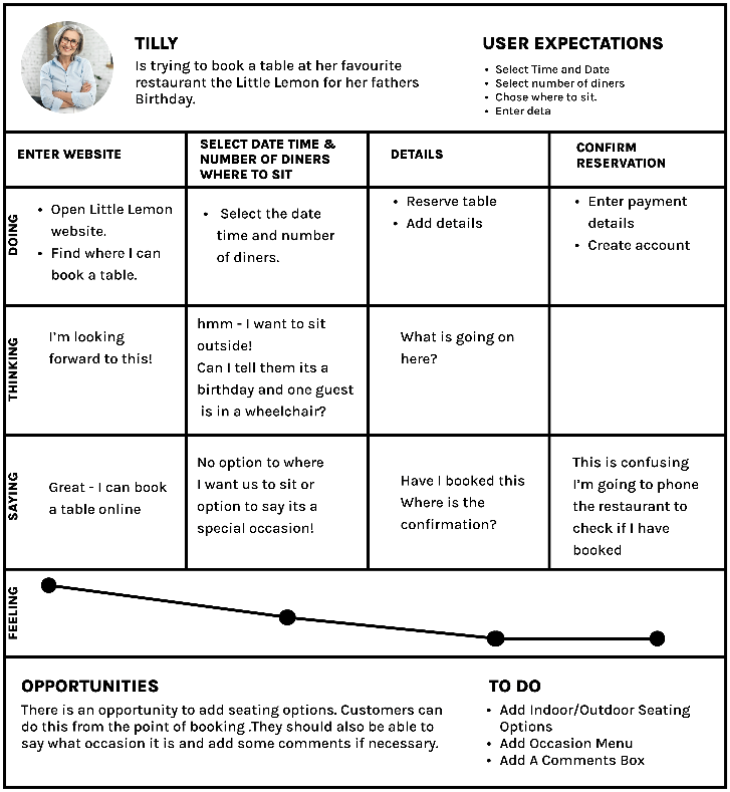 TILLY
Is trying to book a table at her favourite
restaurant the Little Lemon for her fathers
Birthday.
USER EXPECTATIONS
• Select Time and Date
• Select number of diners
• Chose where to sit.
• Enter deta
ENTER WEBSITE
SELECT DATE TIME &
NUMBER OF DINERS
WHERE TO SIT
DETAILS
CONFIRM
RESERVATION
DOING
• Open Little Lemon
website.
• Find where I can
book a table.
• Select the date
time and number
of diners.
• Reserve table
• Add details
• Enter payment
details
• Create account
THINKING
I'm looking
forward to this!
hmm - I want to sit
outside!
Can I tell them its a
birthday and one guest
is in a wheelchair?
What is going on
here?
SAYING
Great - I can book
a table online
No option to where
I want us to sit or
option to say its a
special occasion!
Have I booked this
Where is the
confirmation?
This is confusing
I'm going to phone
the restaurant to
check if I have
booked
FEELING
OPPORTUNITIES
There is an opportunity to add seating options. Customers can
do this from the point of booking .They should also be able to
say what occasion it is and add some comments if necessary.
TO DO
• Add Indoor/Outdoor Seating
Options
• Add Occasion Menu
• Add A Comments Box